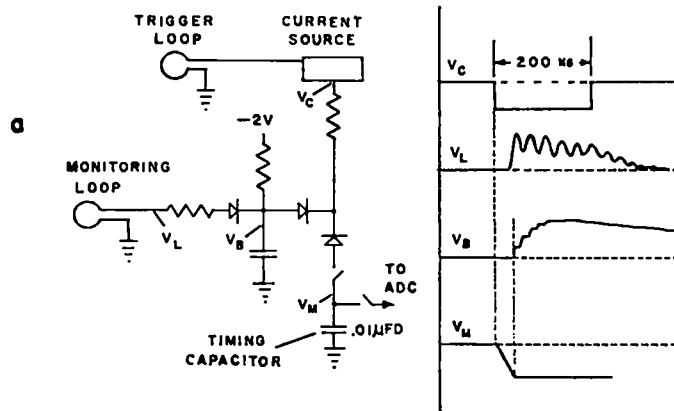 TRIGGER
LOOP
CURRENT
SOURCE
V_C
a
-2V
MONITORING
LOOP
V_L
V_B
V_M
TO
ADC
TIMING
CAPACITOR
.01µFD
200 NS
V_C
V_L
V_B
V_M